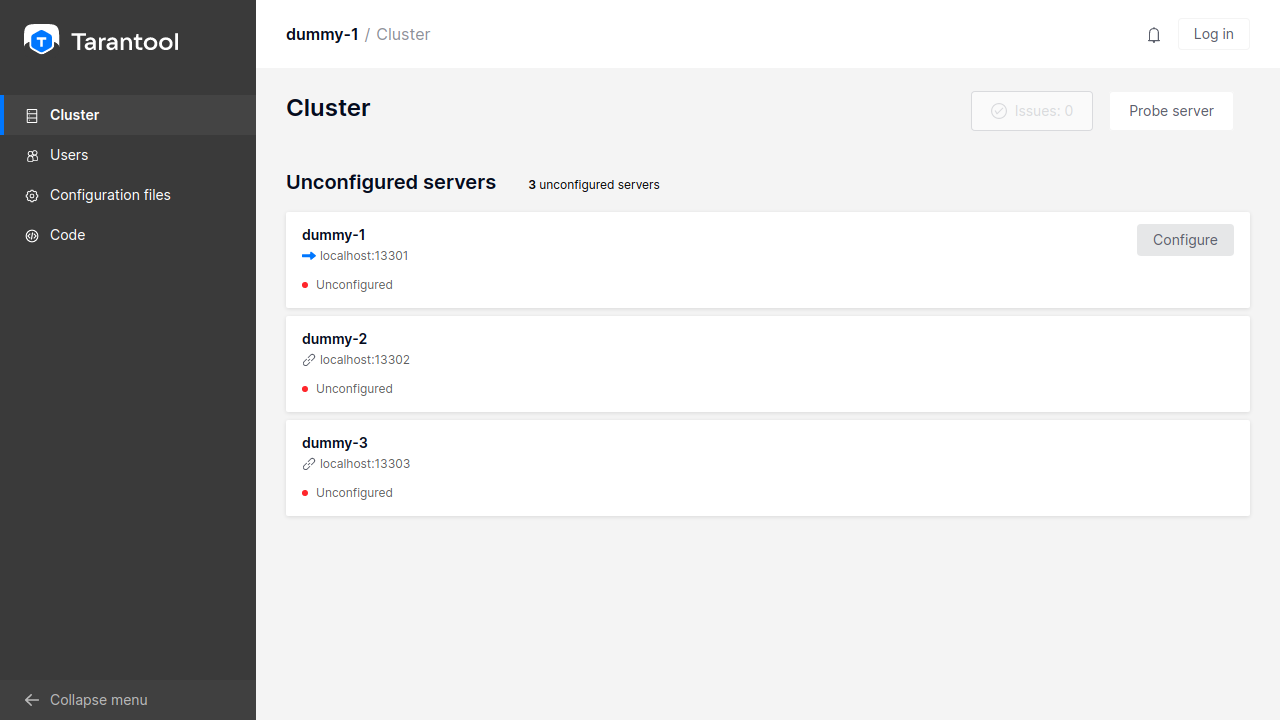 Tarantool
dummy-1 / Cluster
Log in
Cluster
Users
Configuration files
Code
Collapse menu
Cluster
Issues: 0
Probe server
Unconfigured servers
3 unconfigured servers
dummy-1
localhost:13301
Unconfigured
Configure
dummy-2
localhost:13302
Unconfigured
dummy-3
localhost:13303
Unconfigured